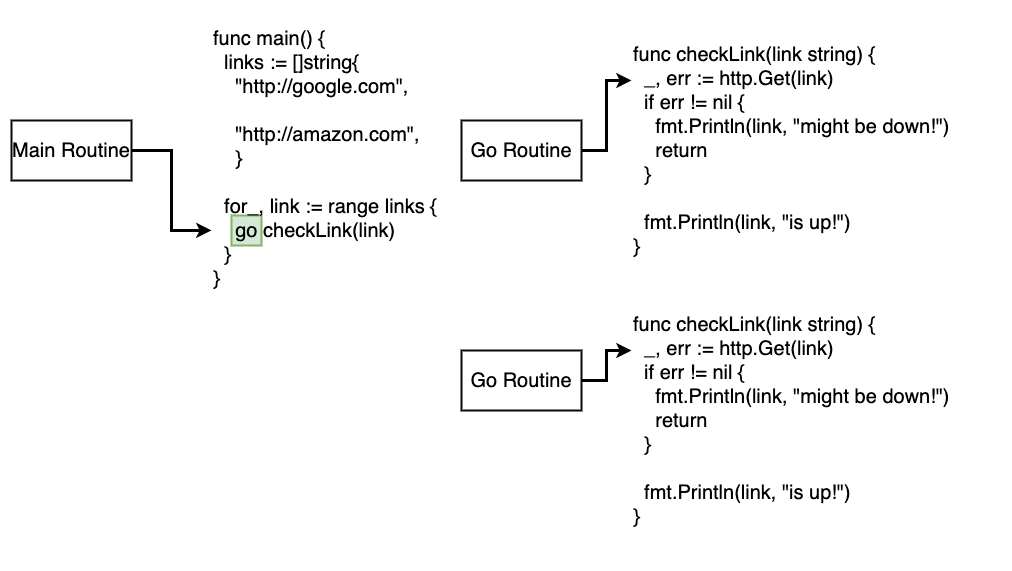 Main Routine
func main() {
links := []string{
"http://google.com",
"http://amazon.com",
}
for_, link := range links {
go checkLink(link)
}
}
Go Routine
func checkLink(link string) {
_, err := http.Get(link)
if err != nil {
fmt.Println(link, "might be down!")
return
}
fmt.Println(link, "is up!")
}
Go Routine
func checkLink(link string) {
_, err := http.Get(link)
if err != nil {
fmt.Println(link, "might be down!")
return
}
fmt.Println(link, "is up!")
}